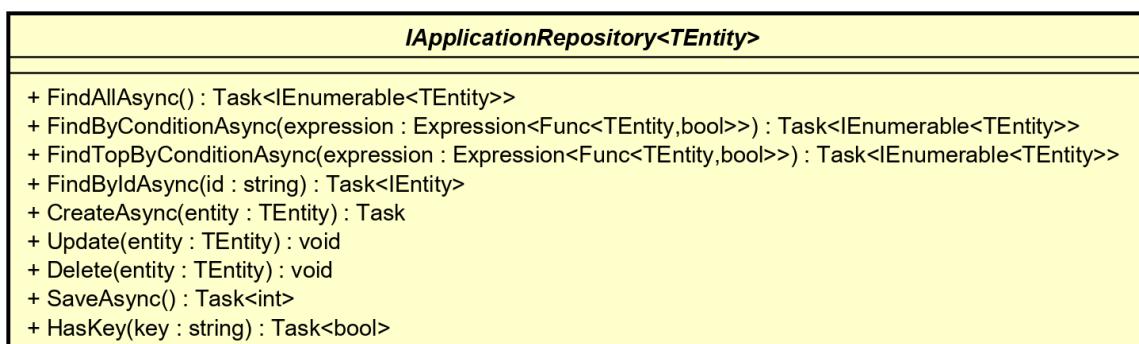 IApplicationRepository<TEntity>
+ FindAllAsync() : Task<IEnumerable<TEntity>>
+ FindByConditionAsync(expression : Expression<Func<TEntity,bool>>) : Task<IEnumerable<TEntity>>
+ FindTopByConditionAsync(expression : Expression<Func<TEntity,bool>>) : Task<IEnumerable<TEntity>>
+ FindByIdAsync(id : string) : Task<IEntity>
+ CreateAsync(entity : TEntity) : Task
+ Update(entity : TEntity) : void
+ Delete(entity : TEntity) : void
+ SaveAsync() : Task<int>
+ HasKey(key : string) : Task<bool>